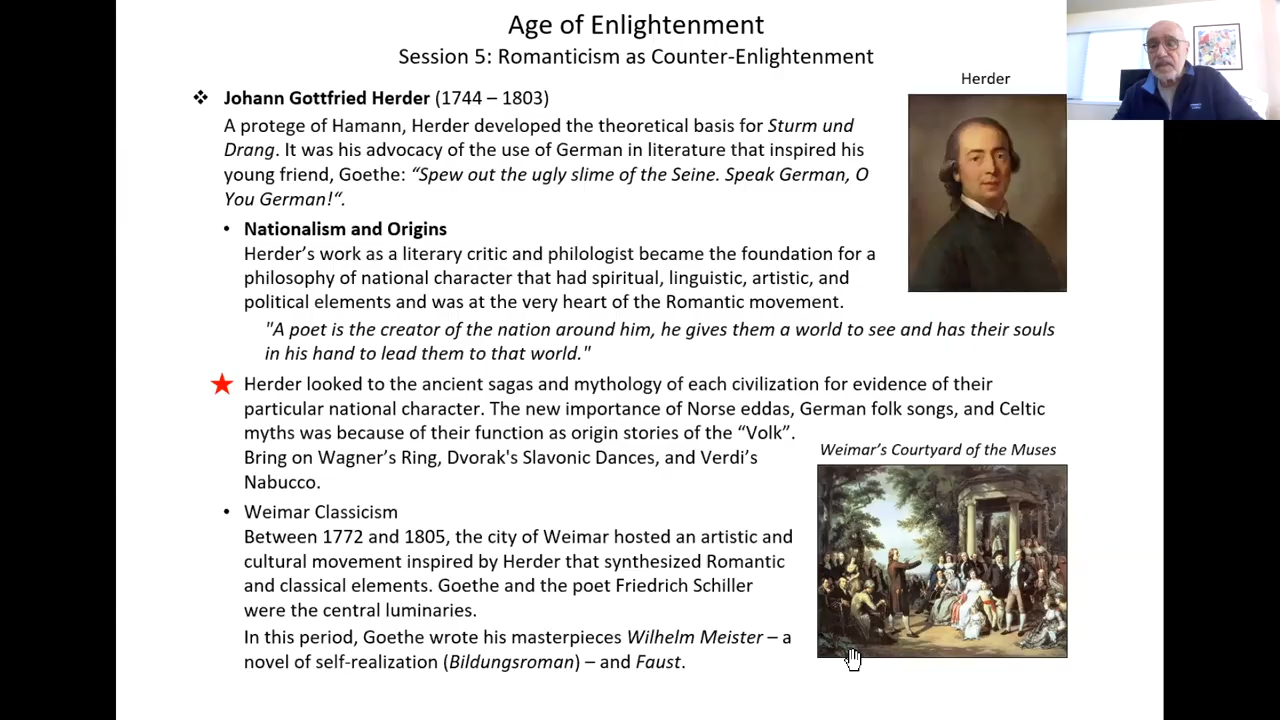 Age of Enlightenment
Session 5: Romanticism as Counter-Enlightenment
Herder
❖ Johann Gottfried Herder (1744 – 1803)
A protege of Hamann, Herder developed the theoretical basis for Sturm und
Drang. It was his advocacy of the use of German in literature that inspired his
young friend, Goethe: “Spew out the ugly slime of the Seine. Speak German, O
You German!“.
• Nationalism and Origins
Herder’s work as a literary critic and philologist became the foundation for a
philosophy of national character that had spiritual, linguistic, artistic, and
political elements and was at the very heart of the Romantic movement.
"A poet is the creator of the nation around him, he gives them a world to see and has their souls
in his hand to lead them to that world."
Herder looked to the ancient sagas and mythology of each civilization for evidence of their
particular national character. The new importance of Norse eddas, German folk songs, and Celtic
myths was because of their function as origin stories of the “Volk”.
Bring on Wagner’s Ring, Dvorak's Slavonic Dances, and Verdi’s
Nabucco.
Weimar’s Courtyard of the Muses
• Weimar Classicism
Between 1772 and 1805, the city of Weimar hosted an artistic and
cultural movement inspired by Herder that synthesized Romantic
and classical elements. Goethe and the poet Friedrich Schiller
were the central luminaries.
In this period, Goethe wrote his masterpieces Wilhelm Meister – a
novel of self-realization (Bildungsroman) – and Faust.